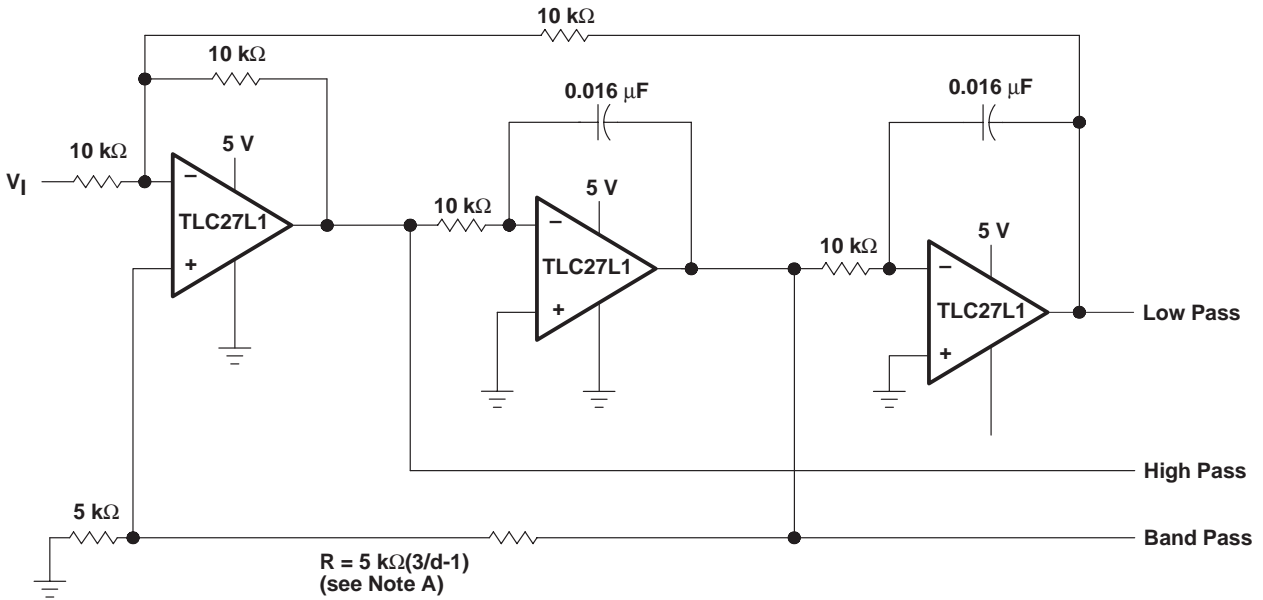 10 kΩ
10 kΩ
0.016 μF
0.016 μF
10 kΩ
5 V
VI
−
TLC27L1
+
5 V
10 kΩ
−
TLC27L1
+
5 V
10 kΩ
−
TLC27L1
+
Low Pass
High Pass
5 kΩ
Band Pass
R = 5 kΩ(3/d-1)
(see Note A)